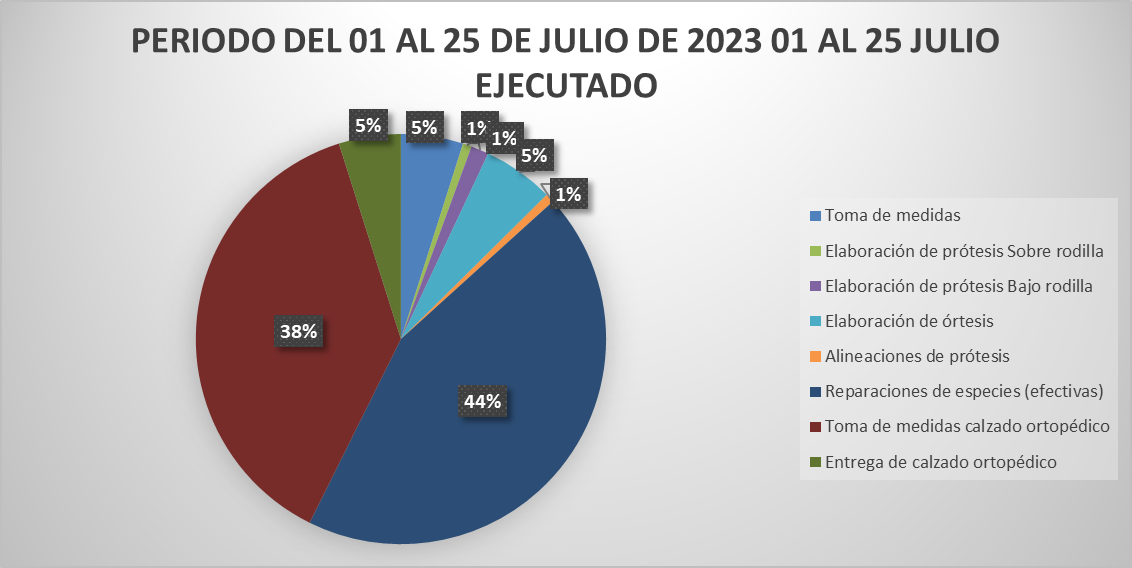 PERIODO DEL 01 AL 25 DE JULIO DE 2023 01 AL 25 JULIO
EJECUTADO
5%
5%
1%
1%
5%
1%
38%
44%
Toma de medidas
Elaboración de prótesis Sobre rodilla
Elaboración de prótesis Bajo rodilla
Elaboración de órtesis
Alineaciones de prótesis
Reparaciones de especies (efectivas)
Toma de medidas calzado ortopédico
Entrega de calzado ortopédico